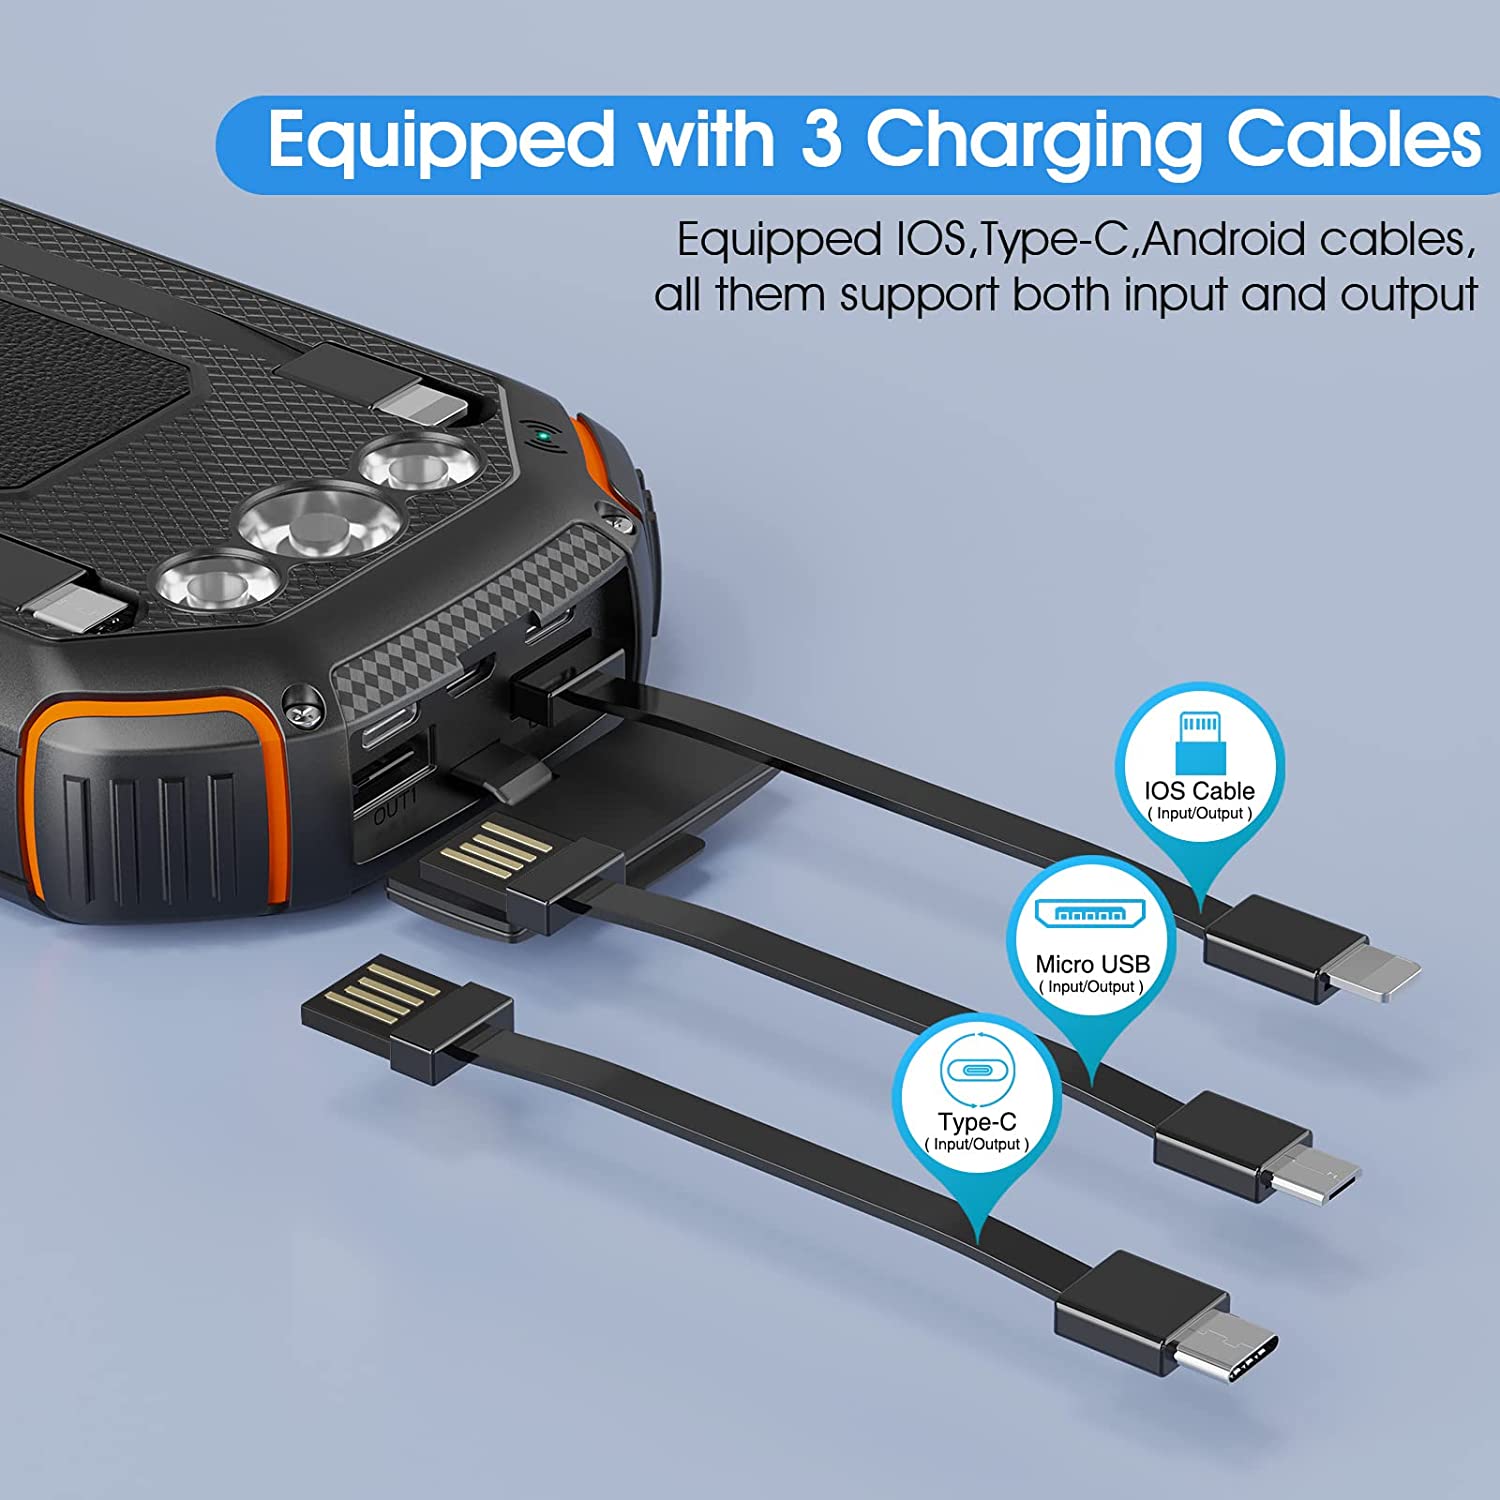 Equipped with 3 Charging Cables
Equipped IOS,Type-C,Android cables,
all them support both input and output
IOS Cable
( Input/Output )
Micro USB
( Input/Output )
Type-C
( Input/Output )
OUT1